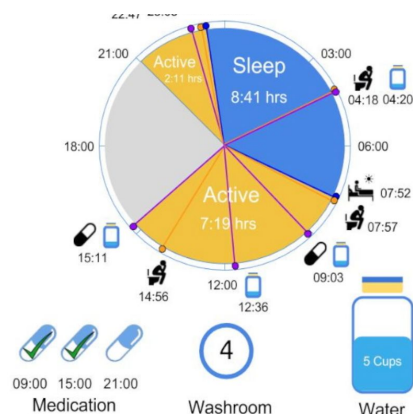 21:00
03:00
Active
2:11 hrs
Sleep
8:41 hrs
04:18 04:20
18:00
06:00
Active
7:19 hrs
07:52
07:57
15:11
09:03
14:56
12:00
12:36
4
5 Cups
09:00 15:00 21:00
Medication
Washroom
Water